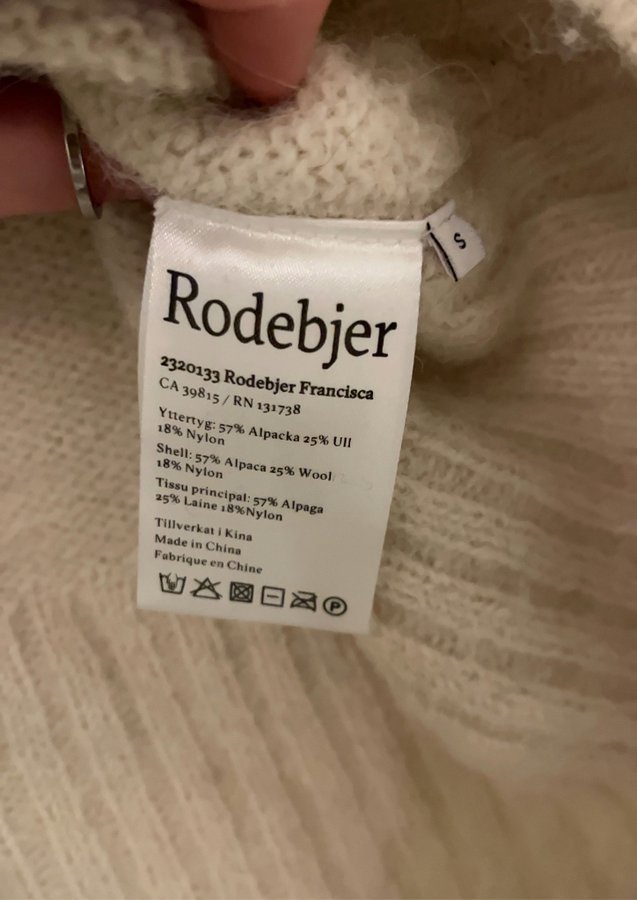 S
Rodebjer
2320133 Rodebjer Francisca
CA 39815 / RN 131738
Yttertyg: 57% Alpacka 25% Ull
18% Nylon
Shell: 57% Alpaca 25% Wool
18% Nylon
Tissu principal: 57% Alpaga
25% Laine 18%Nylon
Tillverkat i Kina
Made in China
Fabrique en Chine
P